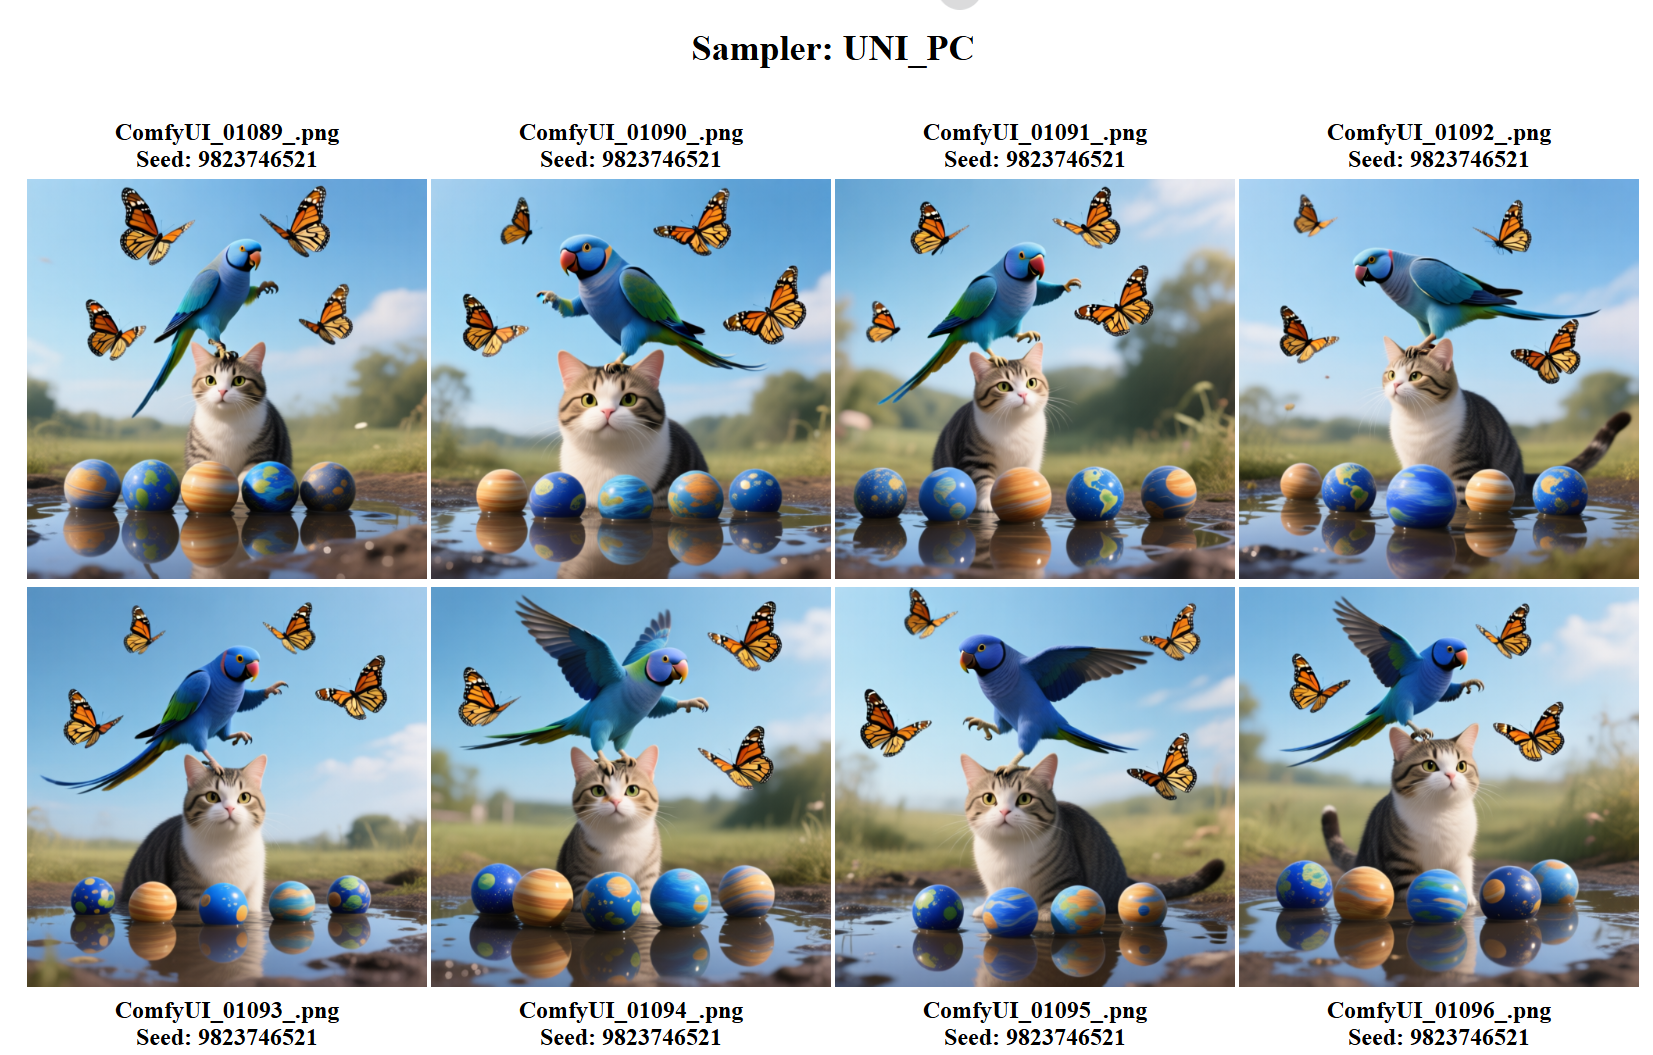 Sampler: UNI_PC
ComfyUI_01089_.png
Seed: 9823746521
ComfyUI_01090_.png
Seed: 9823746521
ComfyUI_01091_.png
Seed: 9823746521
ComfyUI_01092_.png
Seed: 9823746521
ComfyUI_01093_.png
Seed: 9823746521
ComfyUI_01094_.png
Seed: 9823746521
ComfyUI_01095_.png
Seed: 9823746521
ComfyUI_01096_.png
Seed: 9823746521